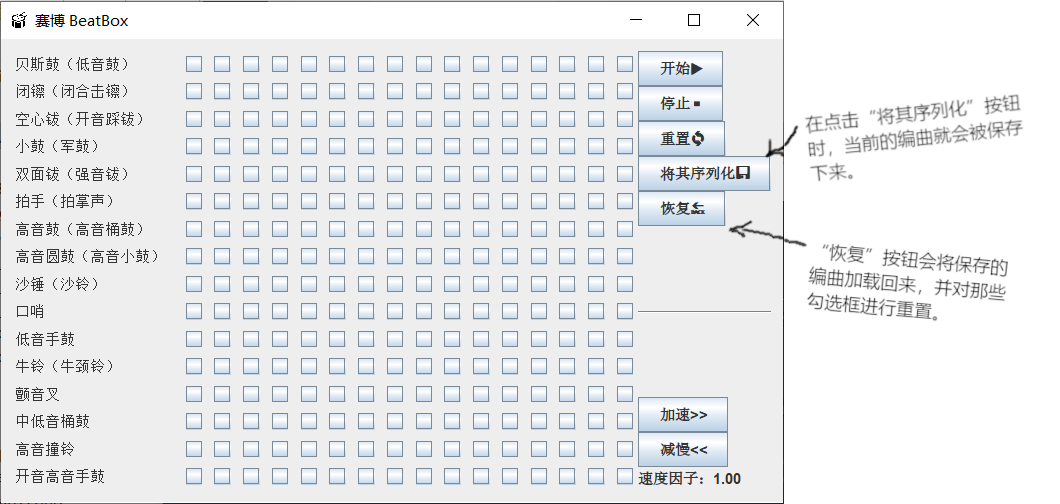 赛博 BeatBox
贝斯鼓（低音鼓）
闭镲（闭合击镲）
空心钹（开音踩钹）
小鼓（军鼓）
双面钹（强音钹）
拍手（拍掌声）
高音鼓（高音桶鼓）
高音圆鼓（高音小鼓）
沙锤（沙铃）
口哨
低音手鼓
牛铃（牛颈铃）
颤音叉
中低音桶鼓
高音撞铃
开音高音手鼓
开始▶
停止▪
重置🗘
将其序列化🖫
恢复
加速>>
减慢<<
速度因子：1.00
在点击“将其序列化”按钮
时，当前的编曲就会被保存
下来。
“恢复”按钮会将保存的
编曲加载回来，并对那些
勾选框进行重置。